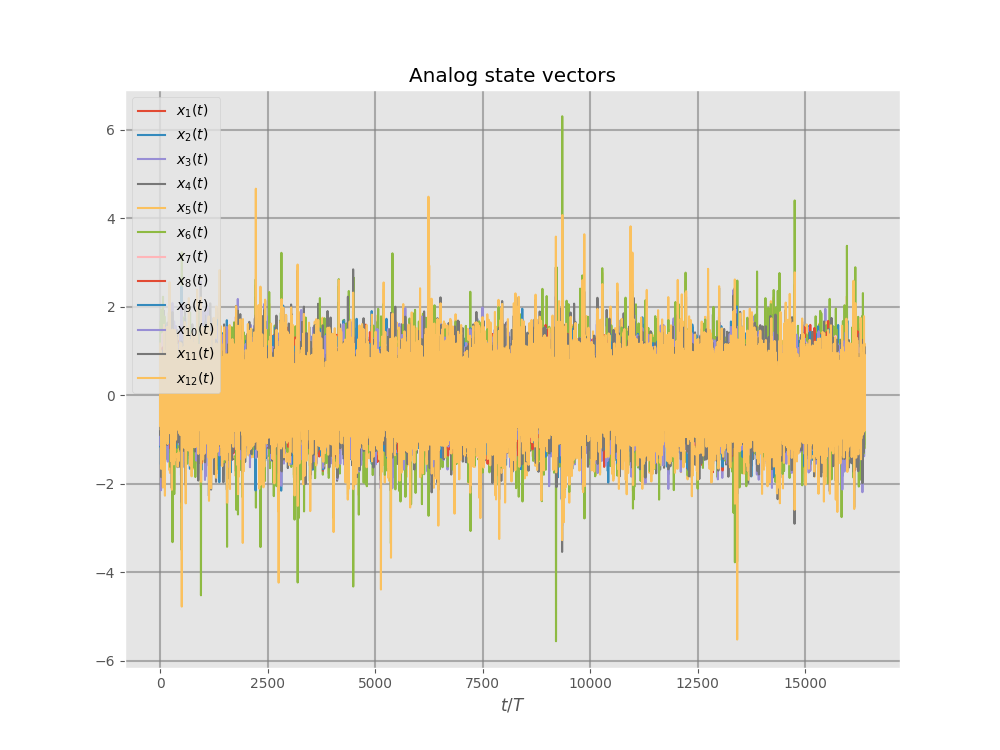 Analog state vectors
6
4
2
0
−2
−4
−6
x₁(t)
x₂(t)
x₃(t)
x₄(t)
x₅(t)
x₆(t)
x₇(t)
x₈(t)
x₉(t)
x₁₀(t)
x₁₁(t)
x₁₂(t)
0 2500 5000 7500 10000 12500 15000
t/T